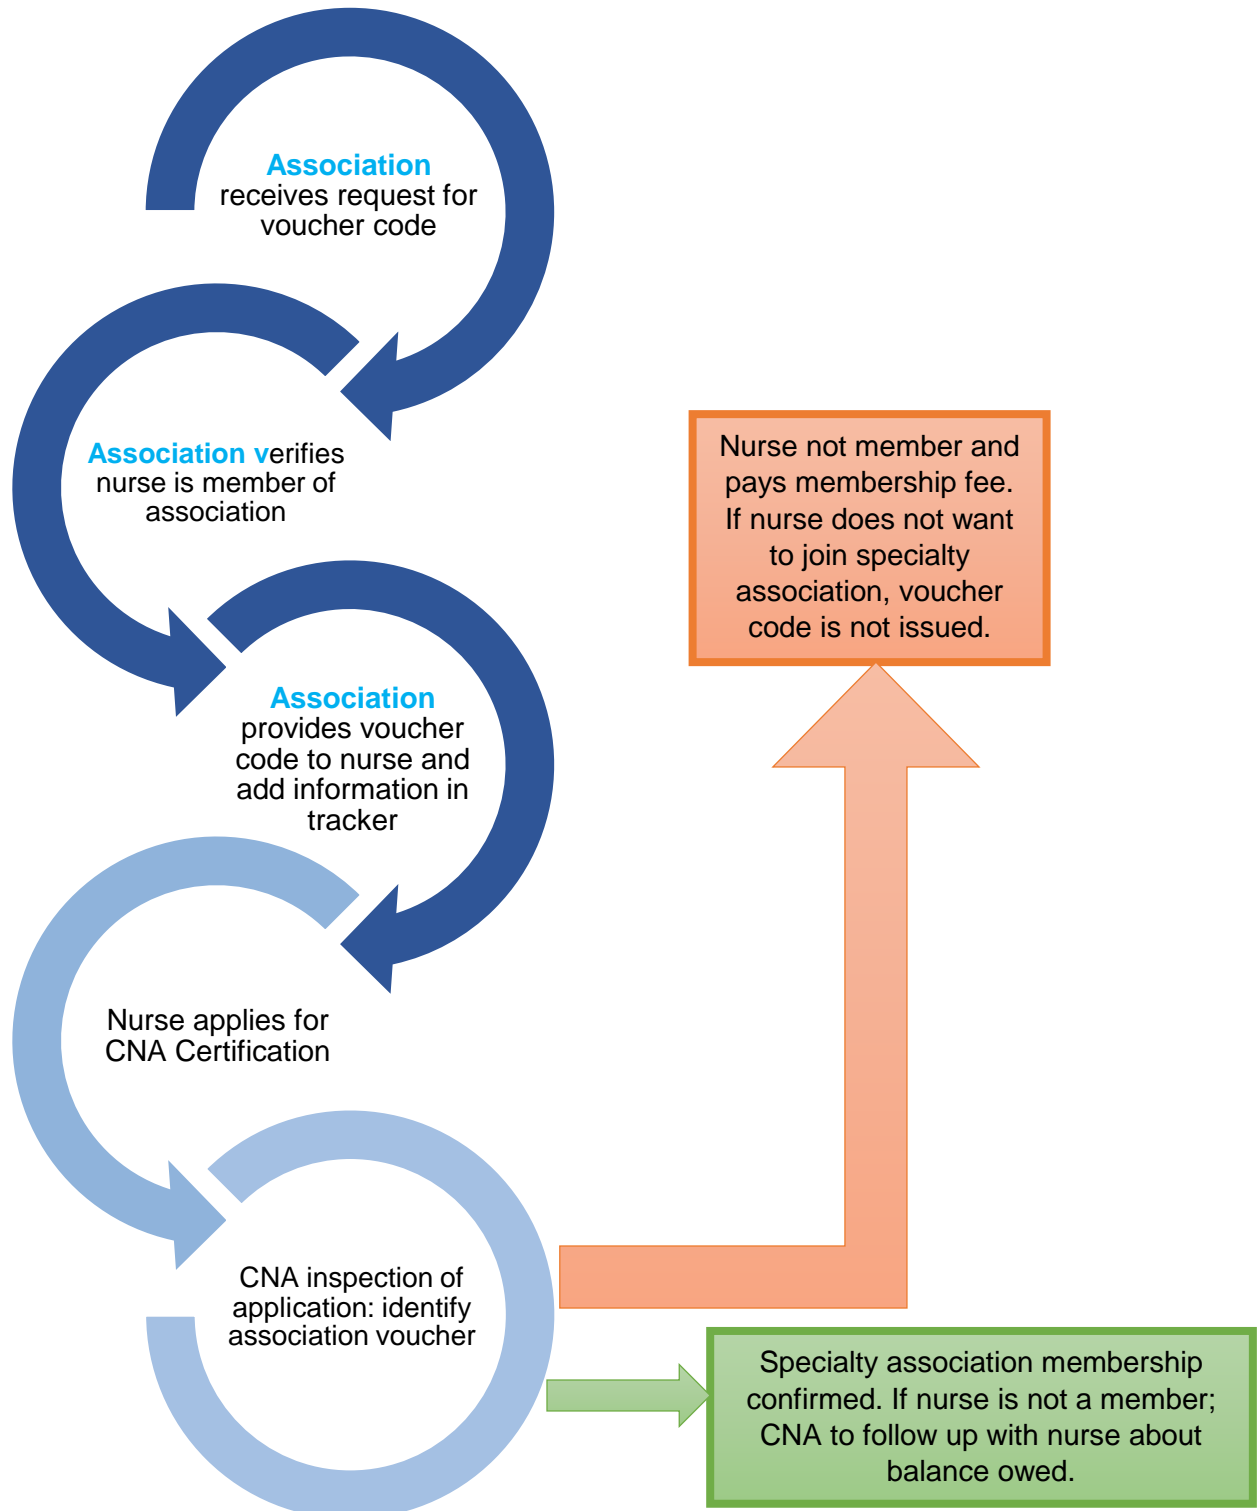 Association
receives request for
voucher code
Association verifies
nurse is member of
association
Nurse not member and
pays membership fee.
If nurse does not want
to join specialty
association, voucher
code is not issued.
Association
provides voucher
code to nurse and
add information in
tracker
Nurse applies for
CNA Certification
CNA inspection of
application: identify
association voucher
Specialty association membership
confirmed. If nurse is not a member;
CNA to follow up with nurse about
balance owed.